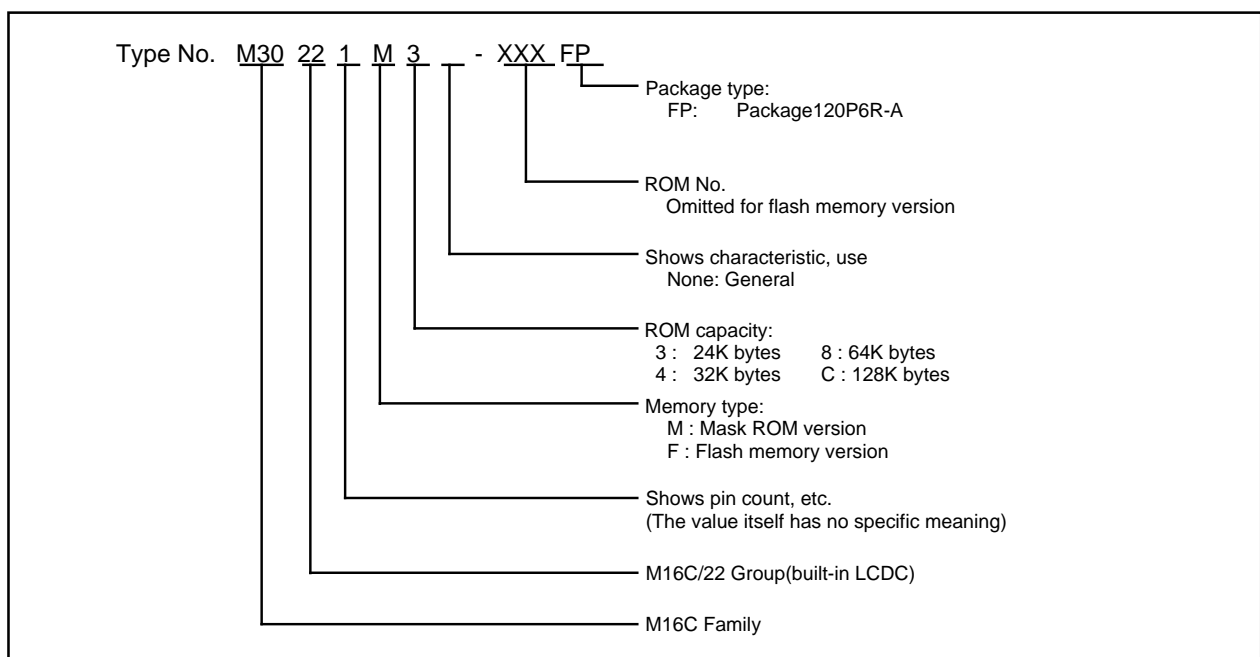 Type No. M30 22 1 M 3 - XXX FP
Package type:
FP: Package120P6R-A
ROM No.
Omitted for flash memory version
Shows characteristic, use
None: General
ROM capacity:
3 : 24K bytes 8 : 64K bytes
4 : 32K bytes C : 128K bytes
Memory type:
M : Mask ROM version
F : Flash memory version
Shows pin count, etc.
(The value itself has no specific meaning)
M16C/22 Group(built-in LCDC)
M16C Family